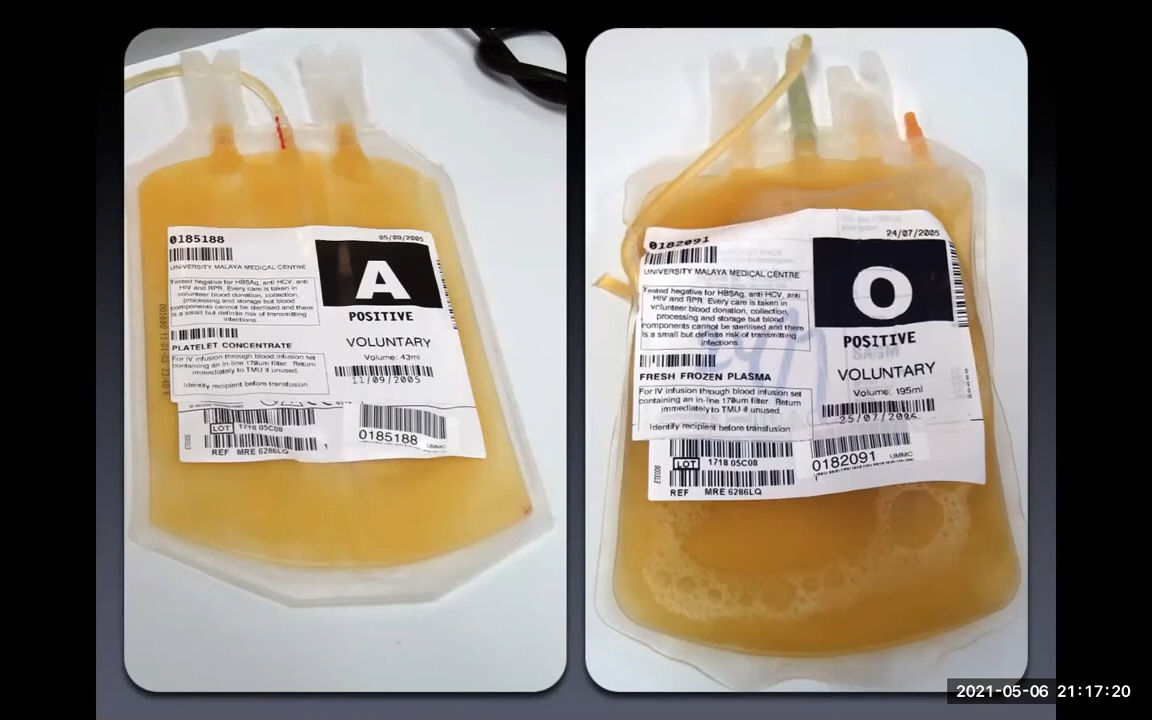 0185188
05/09/2005
UNIVERSITY MALAYA MEDICAL CENTRE
Tested negative for HBSAg, anti HCV, anti
HIV and RPR. Every care is taken in
volunteer blood donation, collection,
processing and storage but blood
components cannot be sterilised and there
is a small but definite risk of transmitting
infections.
A
POSITIVE
PLATELET CONCENTRATE
For IV infusion through blood infusion set
containing an in-line 170um filter. Return
immediately to TMU if unused.
Identify recipient before transfusion.
VOLUNTARY
Volume: 43ml
11/09/2005
LOT 1718 05C08
REF MRE 6286LQ
1
0185188
UMMC
0182091
24/07/2005
UNIVERSITY MALAYA MEDICAL CENTRE
Tested negative for HBSAg, anti HCV, anti
HIV and RPR. Every care is taken in
volunteer blood donation, collection,
processing and storage but blood
components cannot be sterilised and there
is a small but definite risk of transmitting
infections.
O
POSITIVE
FRESH FROZEN PLASMA
For IV infusion through blood infusion set
containing an in-line 170um filter. Return
immediately to TMU if unused.
Identify recipient before transfusion.
VOLUNTARY
Volume: 195ml
25/07/2006
LOT 1718 05C08
REF MRE 6286LQ
0182091
UMMC
2021-05-06 21:17:20